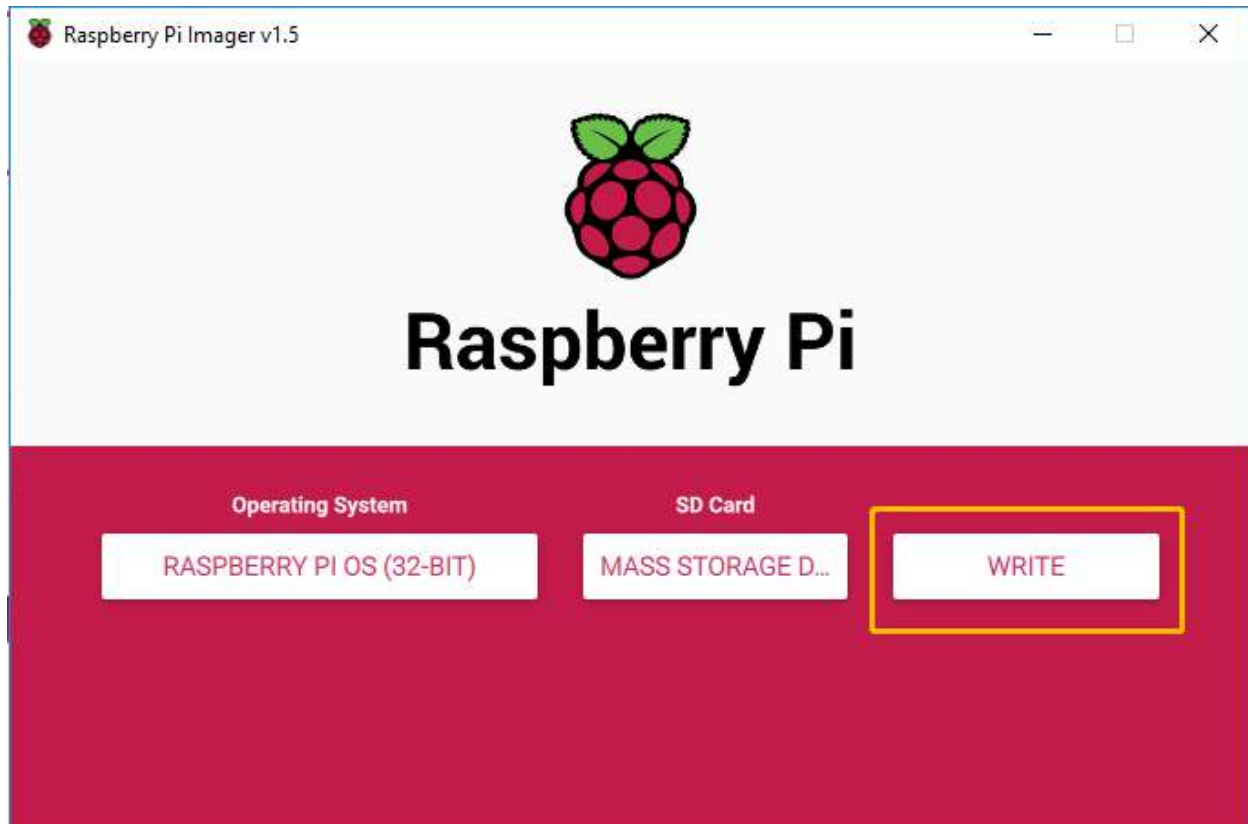 Raspberry Pi Imager v1.5
Raspberry Pi
Operating System
SD Card
RASPBERRY PI OS (32-BIT)
MASS STORAGE D...
WRITE